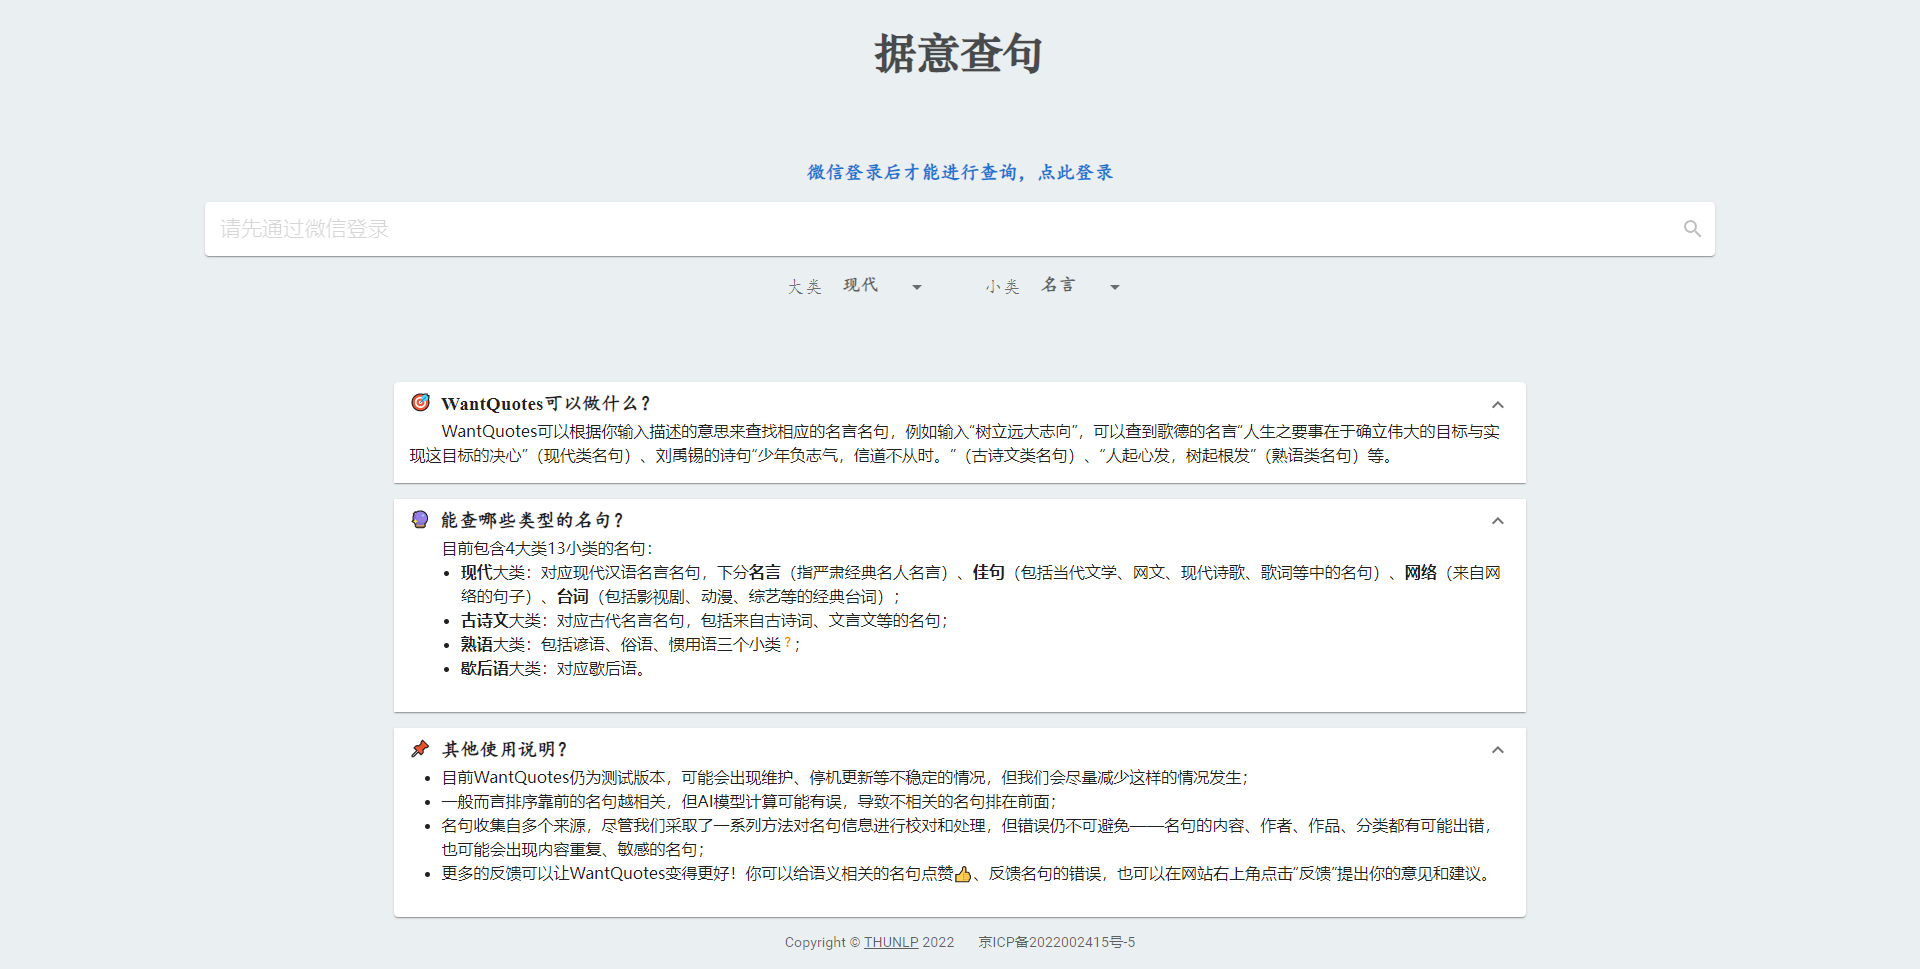 据意查句
微信登录后才能进行查询，点此登录
请先通过微信登录
大类 现代 小类 名言
WantQuotes可以做什么？
WantQuotes可以根据你输入描述的意思来查找相应的名言名句，例如输入“树立远大志向”，可以查到歌德的名言“人生之要事在于确立伟大的目标与实
现这目标的决心”（现代类名句）、刘禹锡的诗句“少年负志气，信道不从时。”（古诗文类名句）、“人起心发，树起根发”（熟语类名句）等。
能查哪些类型的名句？
目前包含4大类13小类的名句：
现代大类：对应现代汉语名言名句，下分名言（指严肃经典名人名言）、佳句（包括当代文学、网文、现代诗歌、歌词等中的名句）、网络（来自网
络的句子）、台词（包括影视剧、动漫、综艺等的经典台词）；
古诗文大类：对应古代名言名句，包括来自古诗词、文言文等的名句；
熟语大类：包括谚语、俗语、惯用语三个小类？；
歇后语大类：对应歇后语。
其他使用说明？
目前WantQuotes仍为测试版本，可能会出现维护、停机更新等不稳定的情况，但我们会尽量减少这样的情况发生；
一般而言排序靠前的名句越相关，但AI模型计算可能有误，导致不相关的名句排在前面；
名句收集自多个来源，尽管我们采取了一系列方法对名句信息进行校对和处理，但错误仍不可避免——名句的内容、作者、作品、分类都有可能出错，
也可能会出现内容重复、敏感的名句；
更多的反馈可以让WantQuotes变得更好！你可以给语义相关的名句点赞👍、反馈名句的错误，也可以在网站右上角点击“反馈”提出你的意见和建议。
Copyright © THUNLP 2022 京ICP备2022002415号-5